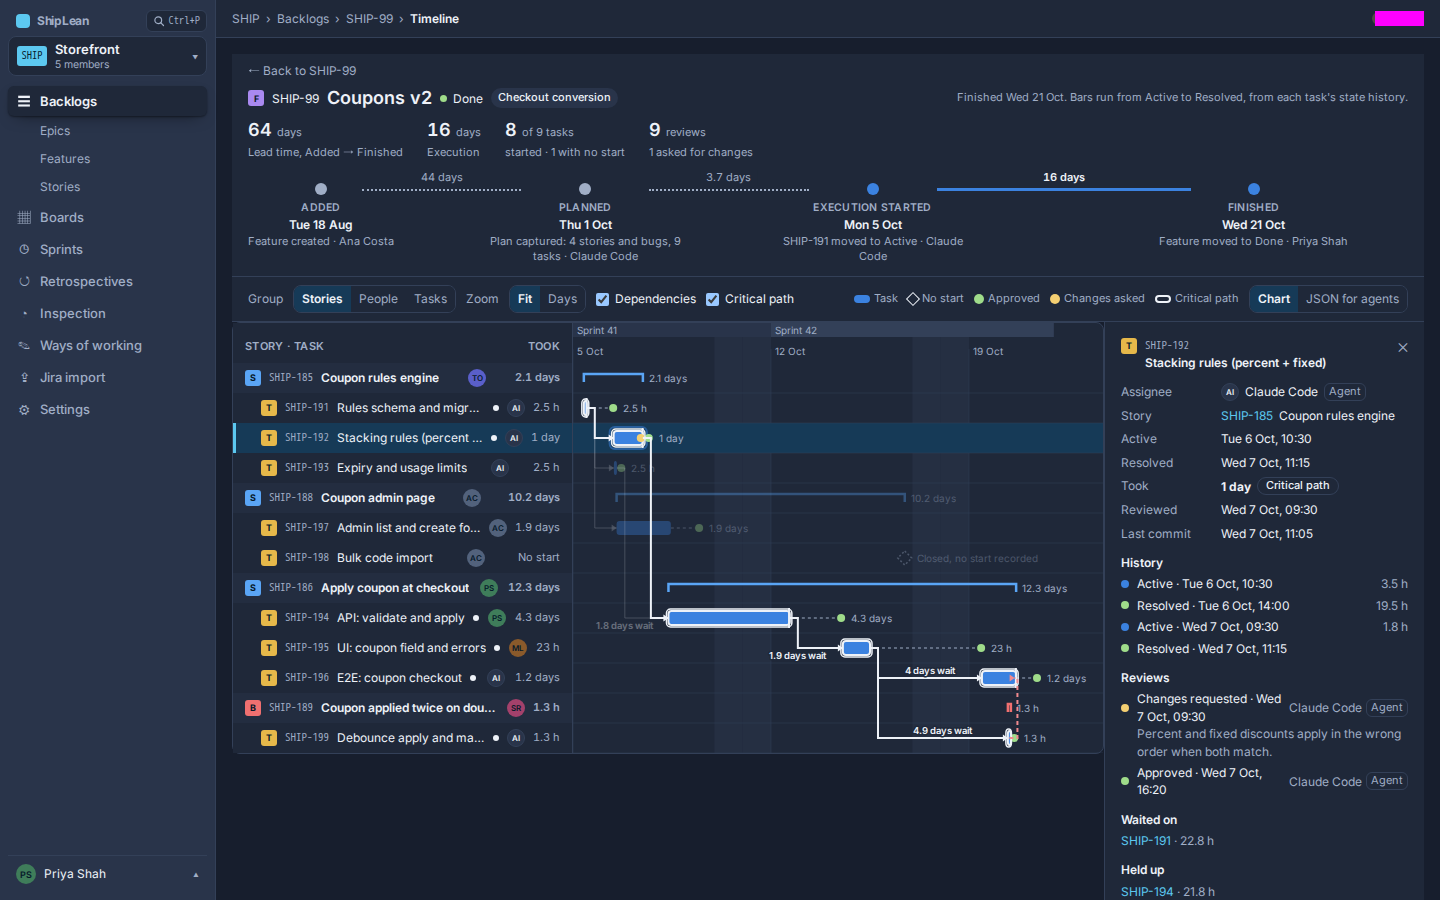 ShipLean
Ctrl+P
SHIP
Storefront
5 members
Backlogs
Epics
Features
Stories
Boards
Sprints
Retrospectives
Inspection
Ways of working
Jira import
Settings
PS Priya Shah
SHIP › Backlogs › SHIP-99 › Timeline
← Back to SHIP-99
F SHIP-99 Coupons v2 Done Checkout conversion
Finished Wed 21 Oct. Bars run from Active to Resolved, from each task's state history.
64 days 16 days 8 of 9 tasks 9 reviews
Lead time, Added → Finished Execution started · 1 with no start 1 asked for changes
44 days 3.7 days 16 days
ADDED PLANNED EXECUTION STARTED FINISHED
Tue 18 Aug Thu 1 Oct Mon 5 Oct Wed 21 Oct
Feature created · Ana Costa Plan captured: 4 stories and bugs, 9 SHIP-191 moved to Active · Claude Feature moved to Done · Priya Shah
tasks · Claude Code Code
Group Stories People Tasks Zoom Fit Days Dependencies Critical path Task No start Approved Changes asked Critical path Chart JSON for agents
Sprint 41 Sprint 42
STORY · TASK TOOK 5 Oct 12 Oct 19 Oct
S SHIP-185 Coupon rules engine TO 2.1 days 2.1 days
T SHIP-191 Rules schema and migr... AI 2.5 h 2.5 h
T SHIP-192 Stacking rules (percent ... AI 1 day 1 day
T SHIP-193 Expiry and usage limits AI 2.5 h 2.5 h
S SHIP-188 Coupon admin page AC 10.2 days 10.2 days
T SHIP-197 Admin list and create fo... AC 1.9 days 1.9 days
T SHIP-198 Bulk code import AC No start Closed, no start recorded
S SHIP-186 Apply coupon at checkout PS 12.3 days 12.3 days
T SHIP-194 API: validate and apply PS 4.3 days 4.3 days
1.8 days wait
T SHIP-195 UI: coupon field and errors ML 23 h 23 h
1.9 days wait
T SHIP-196 E2E: coupon checkout AI 1.2 days 4 days wait 1.2 days
B SHIP-189 Coupon applied twice on dou... SR 1.3 h 1.3 h
T SHIP-199 Debounce apply and ma... AI 1.3 h 4.9 days wait 1.3 h
T SHIP-192
Stacking rules (percent + fixed)
Assignee AI Claude Code Agent
Story SHIP-185 Coupon rules engine
Active Tue 6 Oct, 10:30
Resolved Wed 7 Oct, 11:15
Took 1 day Critical path
Reviewed Wed 7 Oct, 09:30
Last commit Wed 7 Oct, 11:05
History
Active · Tue 6 Oct, 10:30 3.5 h
Resolved · Tue 6 Oct, 14:00 19.5 h
Active · Wed 7 Oct, 09:30 1.8 h
Resolved · Wed 7 Oct, 11:15
Reviews
Changes requested · Wed
7 Oct, 09:30 Claude Code Agent
Percent and fixed discounts apply in the wrong
order when both match.
Approved · Wed 7 Oct,
16:20 Claude Code Agent
Waited on
SHIP-191 · 22.8 h
Held up
SHIP-194 · 21.8 h